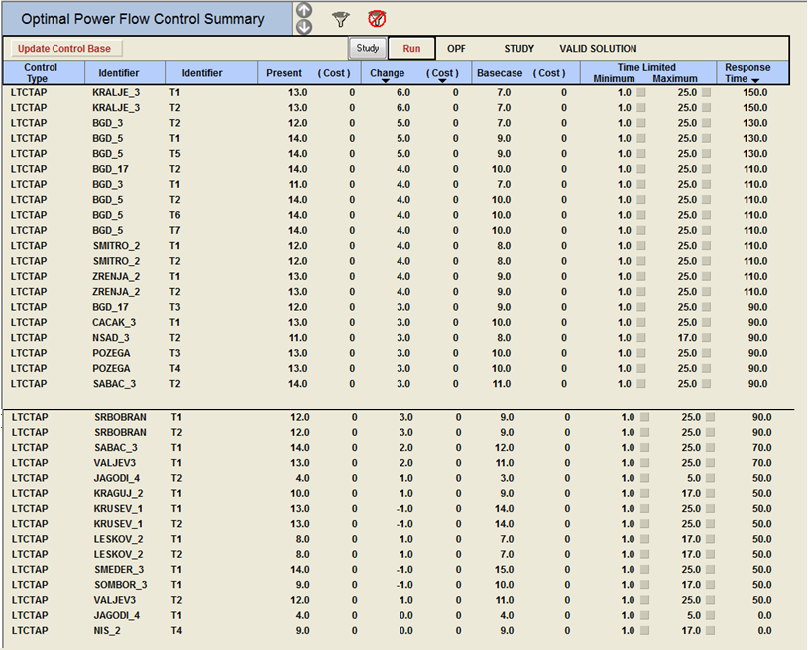 Optimal Power Flow Control Summary
Update Control Base Study Run OPF STUDY VALID SOLUTION
Control Type Identifier Identifier Present (Cost) Change (Cost) Basecase (Cost) Time Limited Minimum Maximum Response Time
LTCTAP KRALJE_3 T1 13.0 0 6.0 0 7.0 0 1.0 25.0 150.0
LTCTAP KRALJE_3 T2 13.0 0 6.0 0 7.0 0 1.0 25.0 150.0
LTCTAP BGD_3 T2 12.0 0 5.0 0 7.0 0 1.0 25.0 130.0
LTCTAP BGD_5 T1 14.0 0 5.0 0 9.0 0 1.0 25.0 130.0
LTCTAP BGD_5 T5 14.0 0 5.0 0 9.0 0 1.0 25.0 130.0
LTCTAP BGD_17 T2 14.0 0 4.0 0 10.0 0 1.0 25.0 110.0
LTCTAP BGD_3 T1 11.0 0 4.0 0 7.0 0 1.0 25.0 110.0
LTCTAP BGD_5 T2 14.0 0 4.0 0 10.0 0 1.0 25.0 110.0
LTCTAP BGD_5 T6 14.0 0 4.0 0 10.0 0 1.0 25.0 110.0
LTCTAP BGD_5 T7 14.0 0 4.0 0 10.0 0 1.0 25.0 110.0
LTCTAP SMITRO_2 T1 12.0 0 4.0 0 8.0 0 1.0 25.0 110.0
LTCTAP SMITRO_2 T2 12.0 0 4.0 0 8.0 0 1.0 25.0 110.0
LTCTAP ZRENJA_2 T1 13.0 0 4.0 0 9.0 0 1.0 25.0 110.0
LTCTAP ZRENJA_2 T2 13.0 0 4.0 0 9.0 0 1.0 25.0 110.0
LTCTAP BGD_17 T3 12.0 0 3.0 0 9.0 0 1.0 25.0 90.0
LTCTAP CACAK_3 T1 13.0 0 3.0 0 10.0 0 1.0 25.0 90.0
LTCTAP NSAD_3 T2 11.0 0 3.0 0 8.0 0 1.0 17.0 90.0
LTCTAP POZEGA T3 13.0 0 3.0 0 10.0 0 1.0 25.0 90.0
LTCTAP POZEGA T4 13.0 0 3.0 0 10.0 0 1.0 25.0 90.0
LTCTAP SABAC_3 T2 14.0 0 3.0 0 11.0 0 1.0 25.0 90.0
LTCTAP SRBOBRAN T1 12.0 0 3.0 0 9.0 0 1.0 25.0 90.0
LTCTAP SRBOBRAN T2 12.0 0 3.0 0 9.0 0 1.0 25.0 90.0
LTCTAP SABAC_3 T1 14.0 0 2.0 0 12.0 0 1.0 25.0 70.0
LTCTAP VALJEV3 T1 13.0 0 2.0 0 11.0 0 1.0 25.0 70.0
LTCTAP JAGODI_4 T2 4.0 0 1.0 0 3.0 0 1.0 5.0 50.0
LTCTAP KRAGUJ_2 T1 10.0 0 1.0 0 9.0 0 1.0 17.0 50.0
LTCTAP KRUSEV_1 T1 13.0 0 -1.0 0 14.0 0 1.0 25.0 50.0
LTCTAP KRUSEV_1 T2 13.0 0 -1.0 0 14.0 0 1.0 25.0 50.0
LTCTAP LESKOV_2 T1 8.0 0 1.0 0 7.0 0 1.0 17.0 50.0
LTCTAP LESKOV_2 T2 8.0 0 1.0 0 7.0 0 1.0 17.0 50.0
LTCTAP SMEDER_3 T1 14.0 0 -1.0 0 15.0 0 1.0 25.0 50.0
LTCTAP SOMBOR_3 T1 9.0 0 -1.0 0 10.0 0 1.0 17.0 50.0
LTCTAP VALJEV3 T2 12.0 0 1.0 0 11.0 0 1.0 25.0 50.0
LTCTAP JAGODI_4 T1 4.0 0 0.0 0 4.0 0 1.0 5.0 0.0
LTCTAP NIS_2 T4 9.0 0 0.0 0 9.0 0 1.0 17.0 0.0